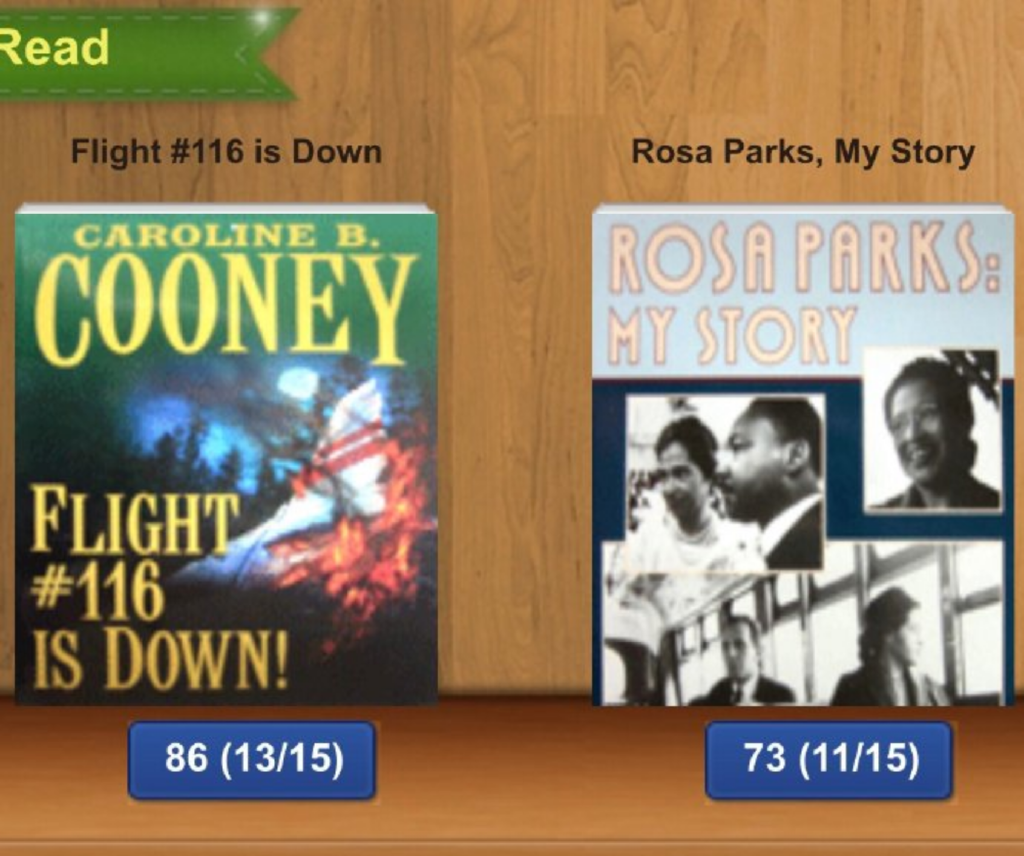 Read
Flight #116 is Down
Rosa Parks, My Story
CAROLINE B.
COONEY
FLIGHT
#116
IS DOWN!
ROSA PARKS:
MY STORY
86 (13/15)
73 (11/15)